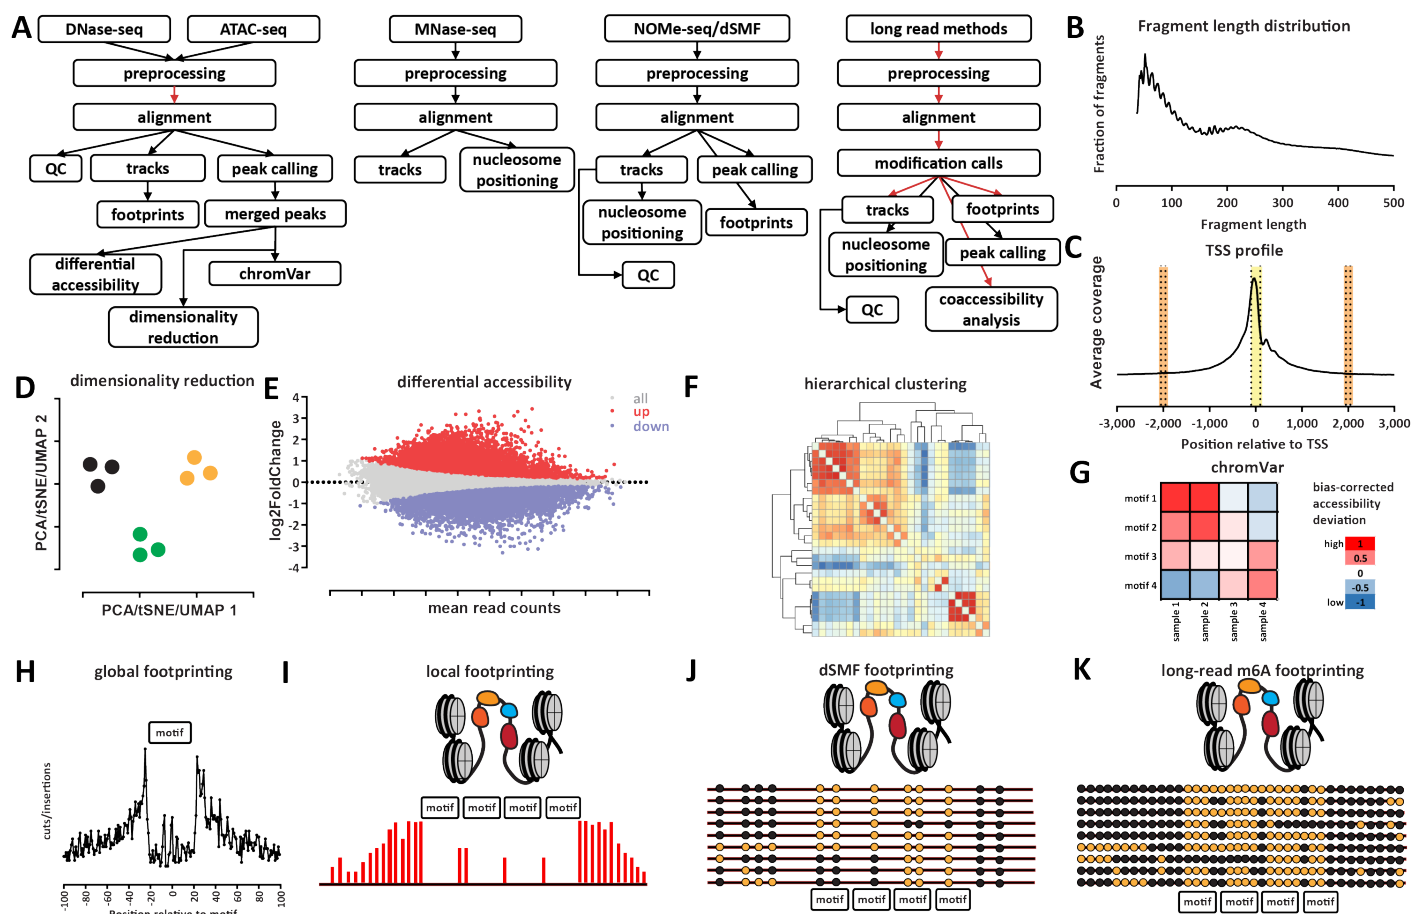 A
DNase-seq
ATAC-seq
preprocessing
alignment
QC
tracks
peak calling
footprints
merged peaks
differential
accessibility
chromVar
dimensionality
reduction
MNase-seq
preprocessing
alignment
tracks
nucleosome
positioning
NOMe-seq/dSMF
preprocessing
alignment
tracks
peak calling
nucleosome
positioning
footprints
QC
long read methods
preprocessing
alignment
modification calls
tracks
footprints
nucleosome
positioning
peak calling
QC
coaccessibility
analysis
B
Fragment length distribution
Fraction of fragments
0 100 200 300 400 500
Fragment length
C
TSS profile
Average coverage
-3,000 -2,000 -1,000 0 1,000 2,000 3,000
Position relative to TSS
D
dimensionality reduction
PCA/tSNE/UMAP 2
PCA/tSNE/UMAP 1
E
differential accessibility
all
up
down
log2FoldChange
4
3
2
1
0
-1
-2
-3
-4
mean read counts
F
hierarchical clustering
G
chromVar
motif 1
motif 2
motif 3
motif 4
sample 1
sample 2
sample 3
sample 4
bias-corrected
accessibility
deviation
high 1
0.5
0
-0.5
low -1
H
global footprinting
motif
cuts/insertions
-100 -80 -60 -40 -20 0 20 40 60 80 100
Position relative to motif
I
local footprinting
motif motif motif motif
J
dSMF footprinting
motif motif motif motif
K
long-read m6A footprinting
motif motif motif motif